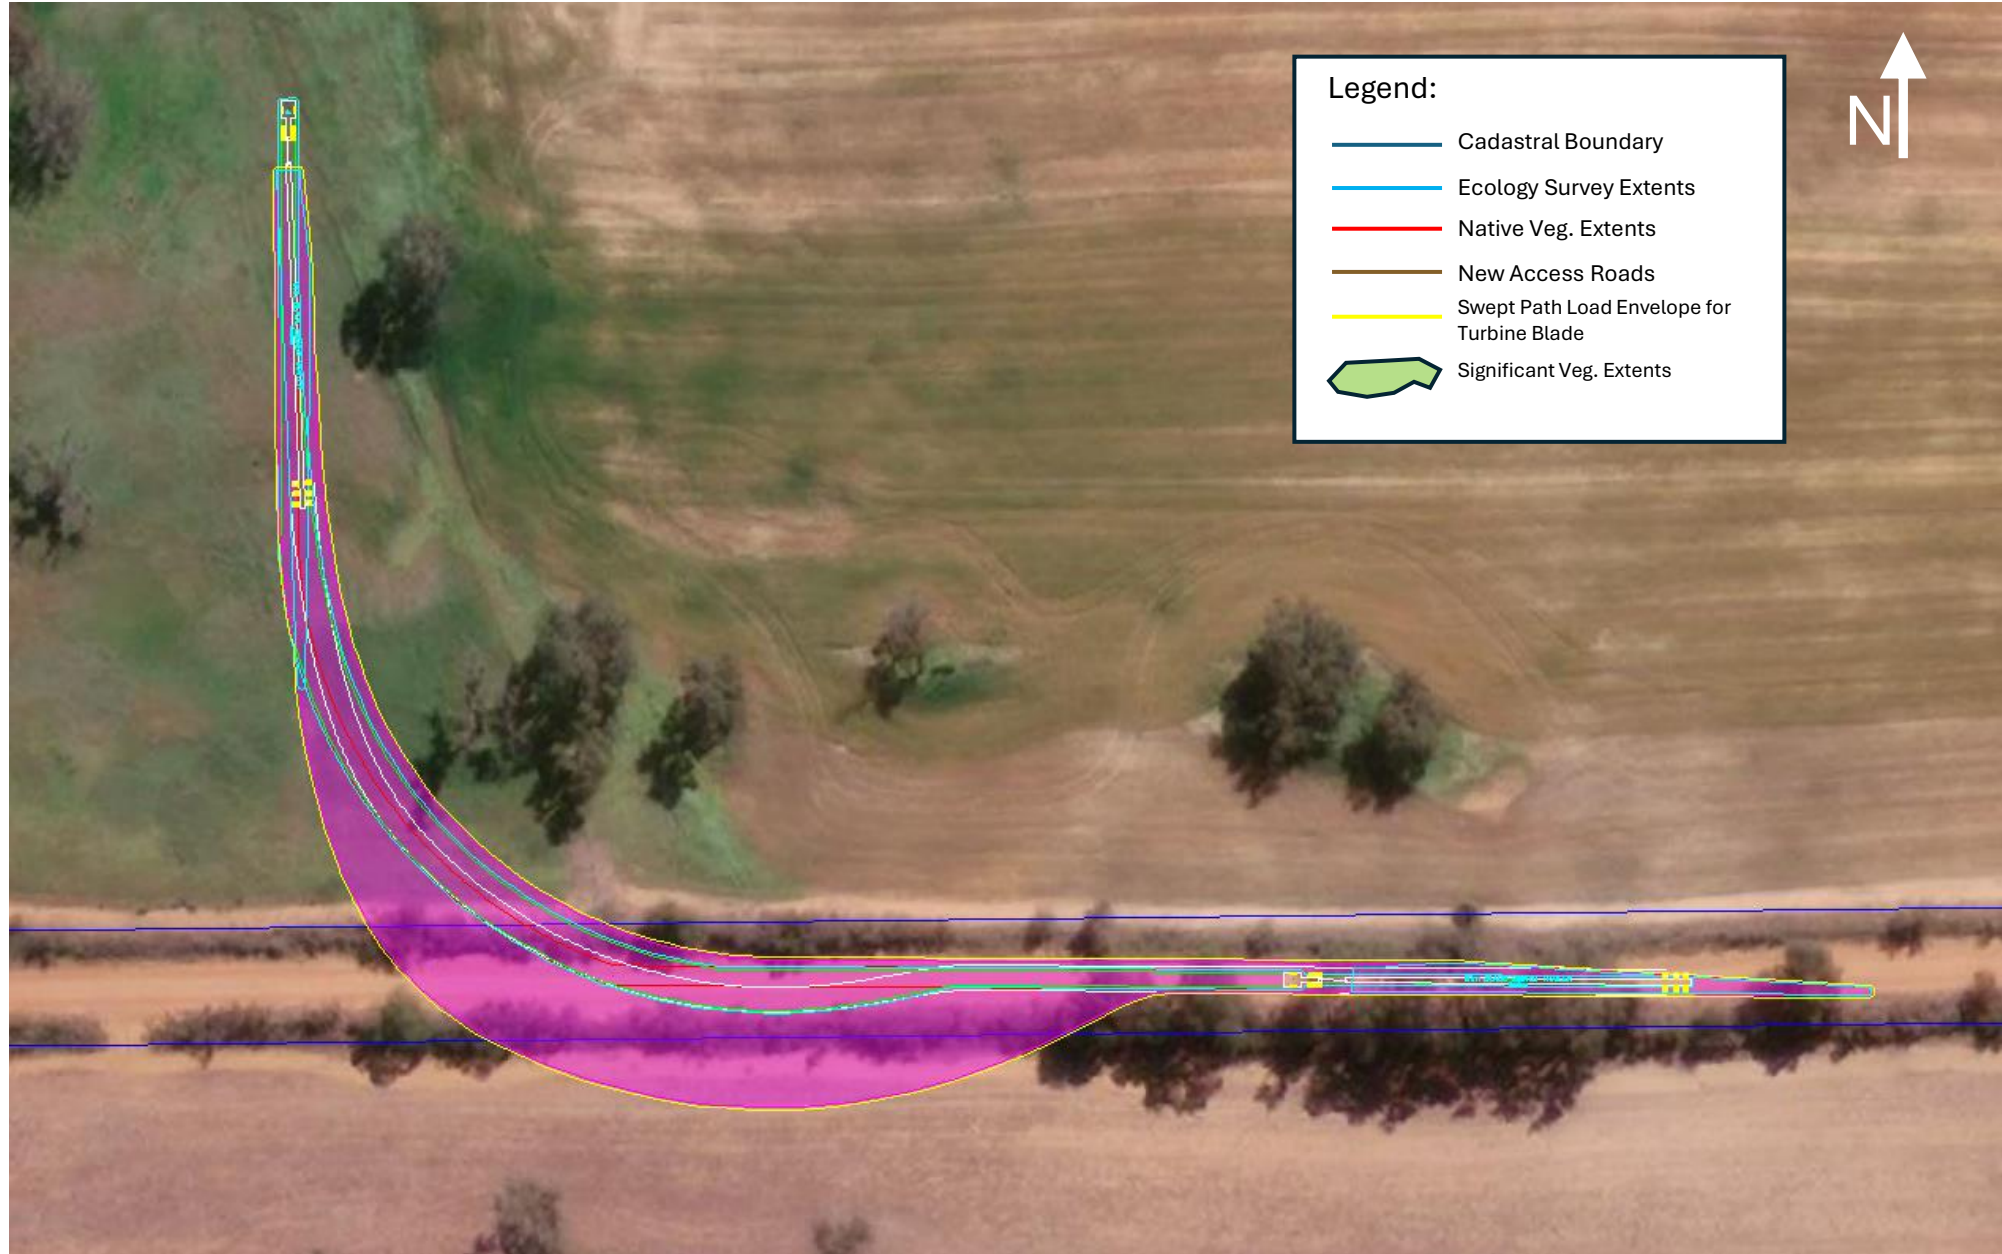 Legend:
N
Cadastral Boundary
Ecology Survey Extents
Native Veg. Extents
New Access Roads
Swept Path Load Envelope for
Turbine Blade
Significant Veg. Extents